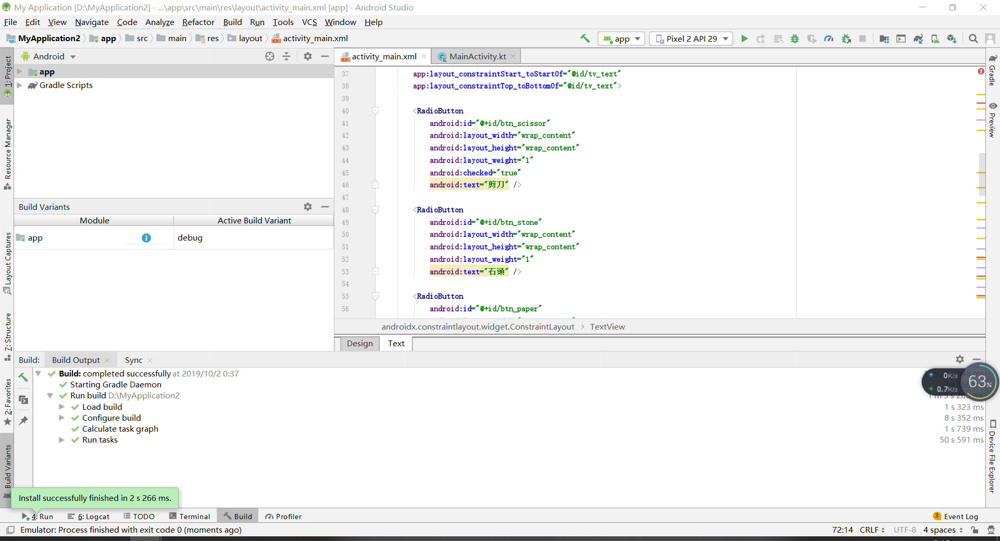 My Application [D:\MyApplication2] - ...\app\src\main\res\layout\activity_main.xml [app] - Android Studio
File Edit View Navigate Code Analyze Refactor Build Run Tools VCS Window Help
MyApplication2 app src main res layout activity_main.xml
app Pixel 2 API 29
1: Project
Resource Manager
Layout Captures
7: Structure
2: Favorites
Build Variants
Android
app
Gradle Scripts
Build Variants
Module Active Build Variant
app debug
activity_main.xml MainActivity.kt
37 app:layout_constraintStart_toStartOf="@id/tv_text"
38 app:layout_constraintTop_toBottomOf="@id/tv_text">
39
40 <RadioButton
41 android:id="@+id/btn_scissor"
42 android:layout_width="wrap_content"
43 android:layout_height="wrap_content"
44 android:layout_weight="1"
45 android:checked="true"
46 android:text="剪刀" />
47
48 <RadioButton
49 android:id="@+id/btn_stone"
50 android:layout_width="wrap_content"
51 android:layout_height="wrap_content"
52 android:layout_weight="1"
53 android:text="石頭" />
54
55 <RadioButton
56 android:id="@+id/btn_paper"
androidx.constraintlayout.widget.ConstraintLayout › TextView
Design Text
Gradle
Preview
Device File Explorer
Build: Build Output Sync
Build: completed successfully at 2019/10/2 0:37
Starting Gradle Daemon
Run build D:\MyApplication2
Load build 1 s 323 ms
Configure build 8 s 352 ms
Calculate task graph 1 s 739 ms
Run tasks 50 s 591 ms
0K/s
0.7K/s
63%
Install successfully finished in 2 s 266 ms.
4: Run 6: Logcat TODO Terminal Build Profiler 3 Event Log
Emulator: Process finished with exit code 0 (moments ago) 72:14 CRLF UTF-8 4 spaces